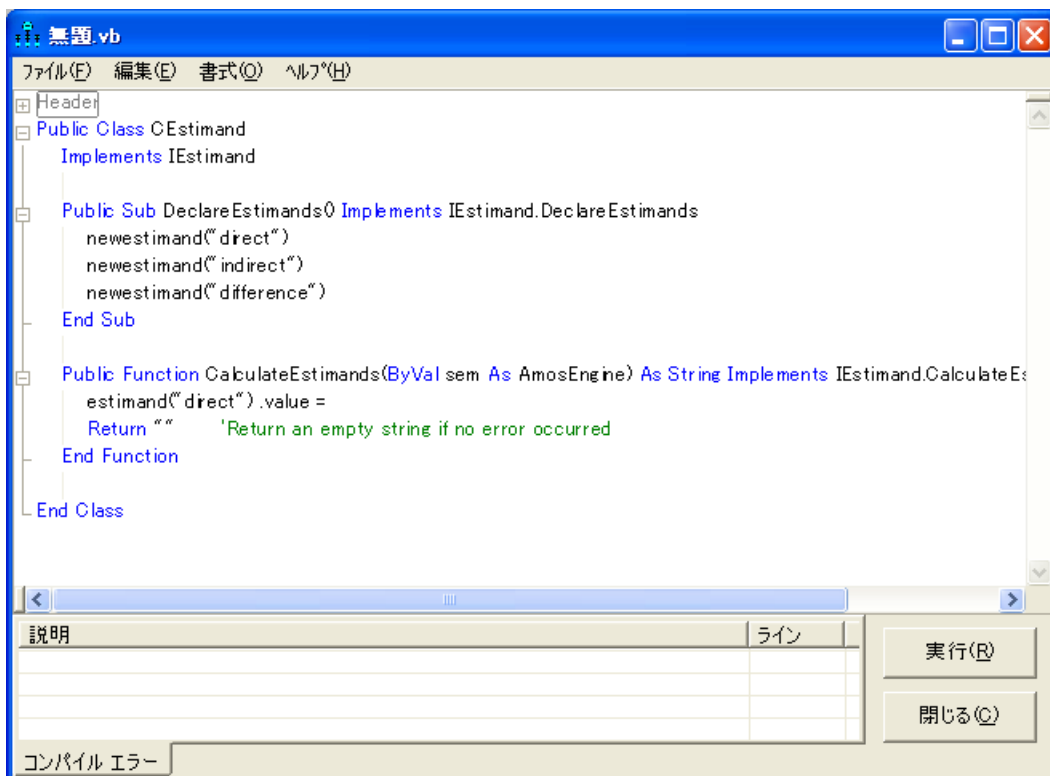 無題.vb
ファイル(F) 編集(E) 書式(O) ヘルプ(H)
Header
Public Class CEstimand
Implements IEstimand
Public Sub DeclareEstimands() Implements IEstimand.DeclareEstimands
newestimand("direct")
newestimand("indirect")
newestimand("difference")
End Sub
Public Function CalculateEstimands(ByVal sem As AmosEngine) As String Implements IEstimand.CalculateEs
estimand("direct").value =
Return "" 'Return an empty string if no error occurred
End Function
End Class
説明 ライン
実行(R)
閉じる(C)
コンパイル エラー